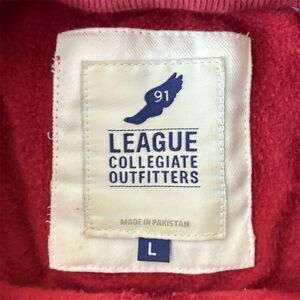 91
LEAGUE
COLLEGIATE
OUTFITTERS
MADE IN PAKISTAN
L